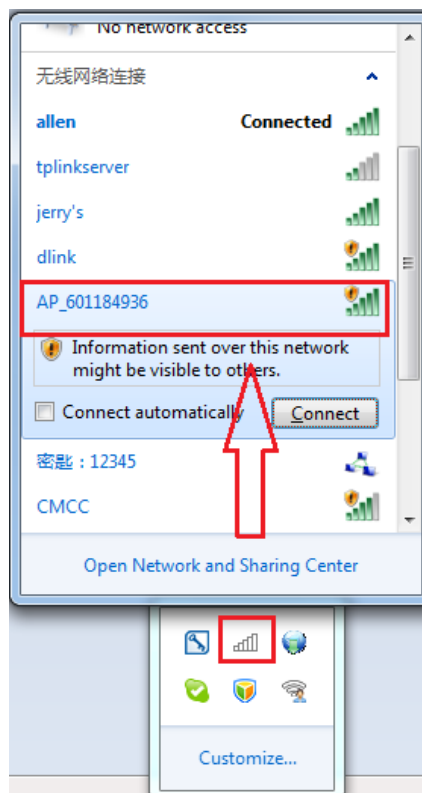 No network access
无线网络连接
allen Connected
tplinkserver
jerry's
dlink
AP_601184936
Information sent over this network
might be visible to others.
Connect automatically Connect
密匙：12345
CMCC
Open Network and Sharing Center
Customize...